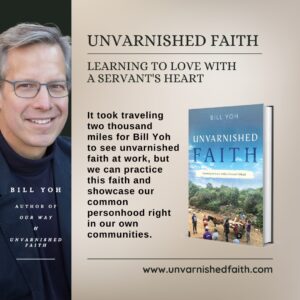 UNVARNISHED FAITH
LEARNING TO LOVE WITH
A SERVANT'S HEART
It took traveling
two thousand
miles for Bill Yoh
to see unvarnished
faith at work, but
we can practice
this faith and
showcase our
common
personhood right
in our own
communities.
BILL YOH
UNVARNISHED
FAITH
BILL YOH
AUTHOR OF
OUR WAY
&
UNVARNISHED
FAITH
www.unvarnishedfaith.com